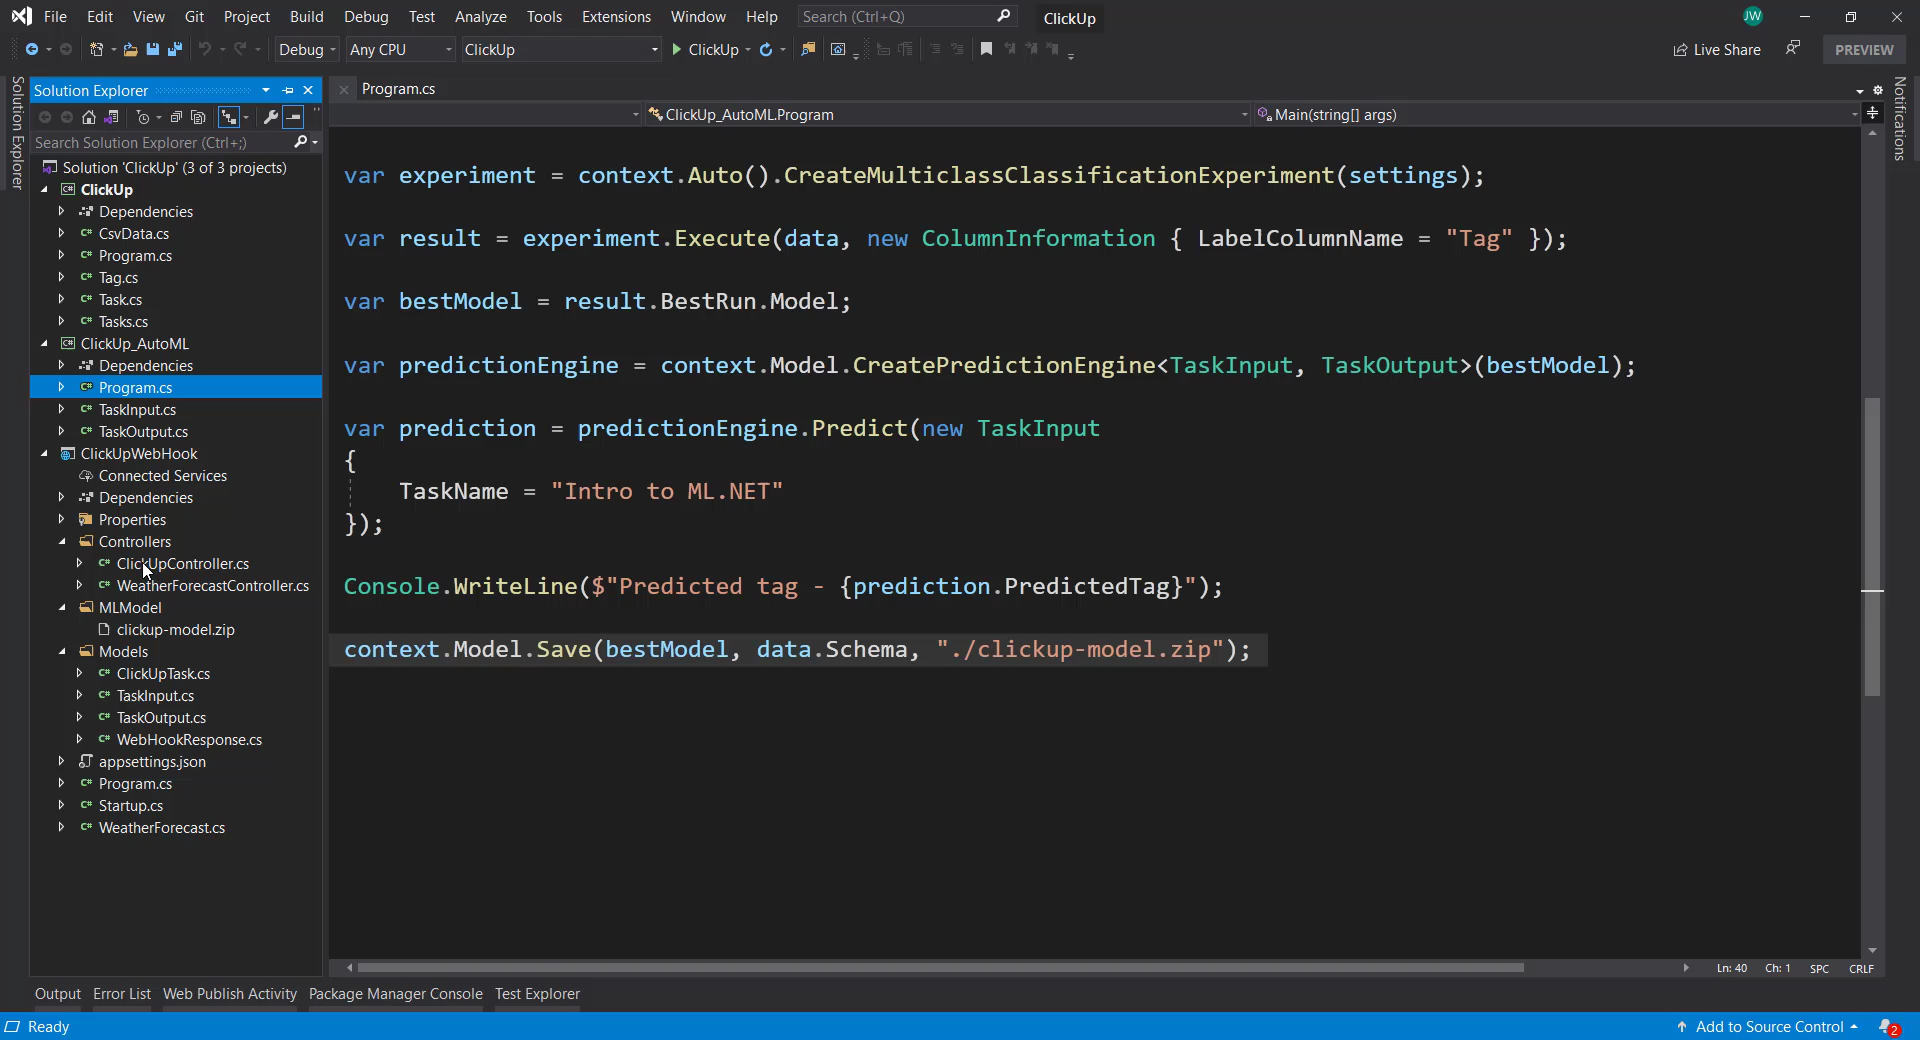 File Edit View Git Project Build Debug Test Analyze Tools Extensions Window Help Search (Ctrl+Q) ClickUp JW
Debug Any CPU ClickUp ClickUp Live Share PREVIEW
Solution Explorer
Solution Explorer
Search Solution Explorer (Ctrl+;)
Solution 'ClickUp' (3 of 3 projects)
C# ClickUp
Dependencies
C# CsvData.cs
C# Program.cs
C# Tag.cs
C# Task.cs
C# Tasks.cs
C# ClickUp_AutoML
Dependencies
C# Program.cs
C# TaskInput.cs
C# TaskOutput.cs
ClickUpWebHook
Connected Services
Dependencies
Properties
Controllers
C# ClickUpController.cs
C# WeatherForecastController.cs
MLModel
clickup-model.zip
Models
C# ClickUpTask.cs
C# TaskInput.cs
C# TaskOutput.cs
C# WebHookResponse.cs
appsettings.json
C# Program.cs
C# Startup.cs
C# WeatherForecast.cs
Program.cs
ClickUp_AutoML.Program Main(string[] args)
var experiment = context.Auto().CreateMulticlassClassificationExperiment(settings);
var result = experiment.Execute(data, new ColumnInformation { LabelColumnName = "Tag" });
var bestModel = result.BestRun.Model;
var predictionEngine = context.Model.CreatePredictionEngine<TaskInput, TaskOutput>(bestModel);
var prediction = predictionEngine.Predict(new TaskInput
{
TaskName = "Intro to ML.NET"
});
Console.WriteLine($"Predicted tag - {prediction.PredictedTag}");
context.Model.Save(bestModel, data.Schema, "./clickup-model.zip");
Notifications
Ln: 40 Ch: 1 SPC CRLF
Output Error List Web Publish Activity Package Manager Console Test Explorer
Ready Add to Source Control 2